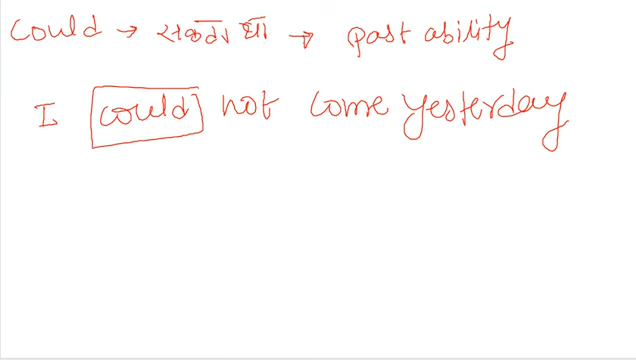 Could → सकता था → past ability
I could not come yesterday